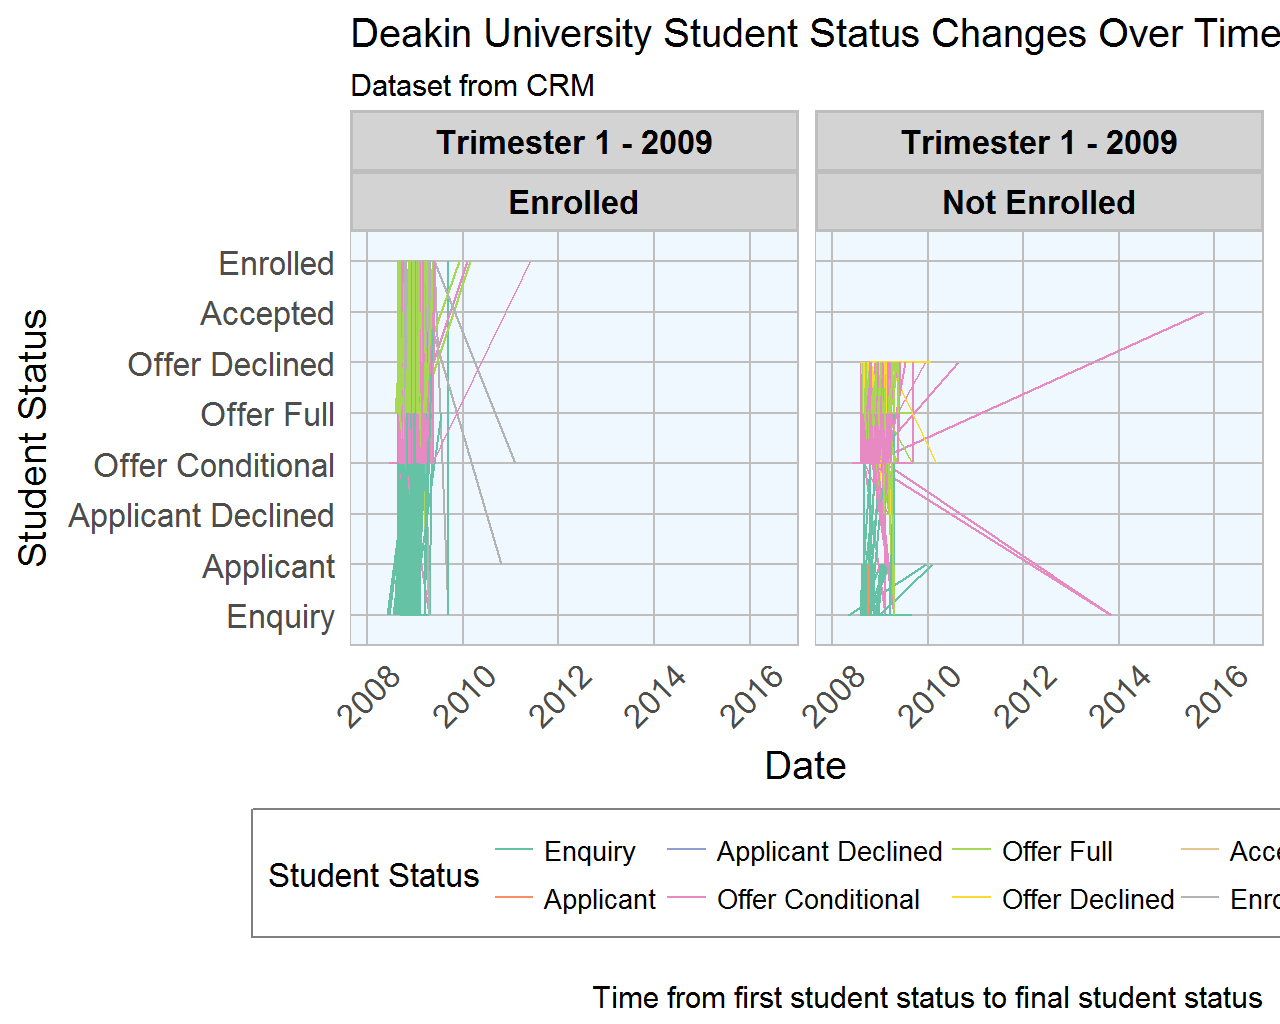 Deakin University Student Status Changes Over Time
Dataset from CRM
Trimester 1 - 2009
Trimester 1 - 2009
Enrolled
Not Enrolled
Student Status
Enrolled
Accepted
Offer Declined
Offer Full
Offer Conditional
Applicant Declined
Applicant
Enquiry
2008 2010 2012 2014 2016
2008 2010 2012 2014 2016
Date
Student Status
Enquiry Applicant Declined Offer Full
Applicant Offer Conditional Offer Declined
Time from first student status to final student status